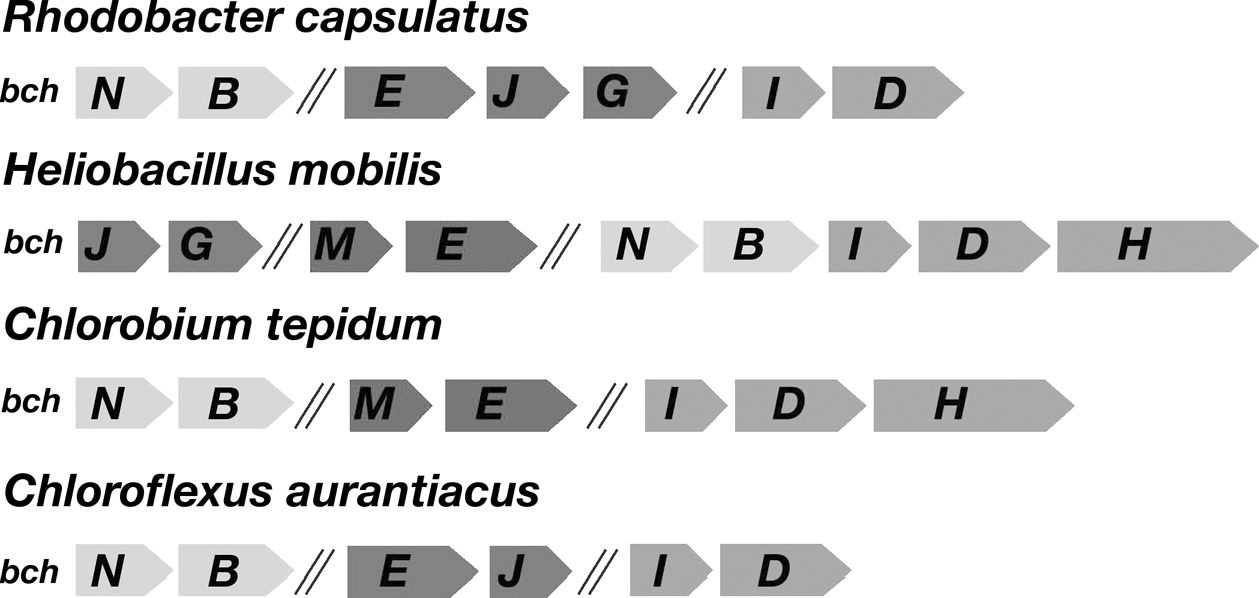 Rhodobacter capsulatus
bch N B // E J G // I D
Heliobacillus mobilis
bch J G // M E // N B I D H
Chlorobium tepidum
bch N B // M E // I D H
Chloroflexus aurantiacus
bch N B // E J // I D